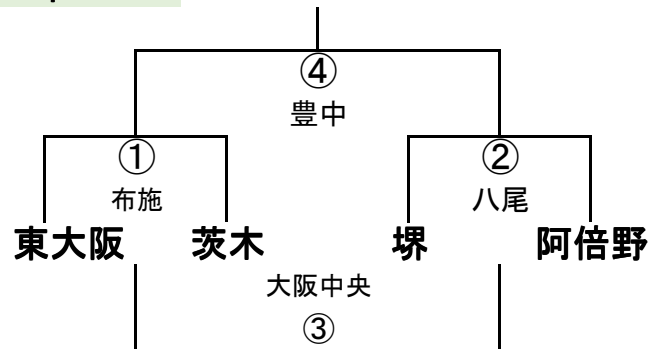 ④
豊中
① ②
布施 八尾
東大阪 茨木 堺 阿倍野
大阪中央
③